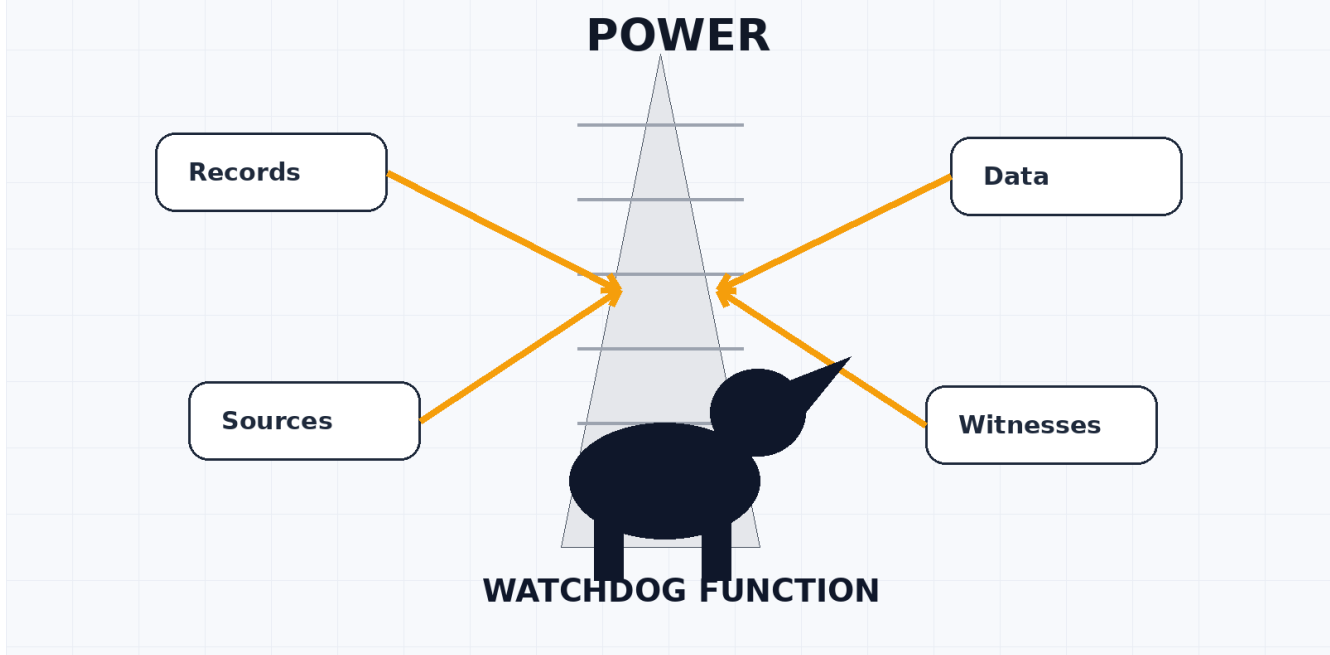 POWER
Records
Data
Sources
Witnesses
WATCHDOG FUNCTION